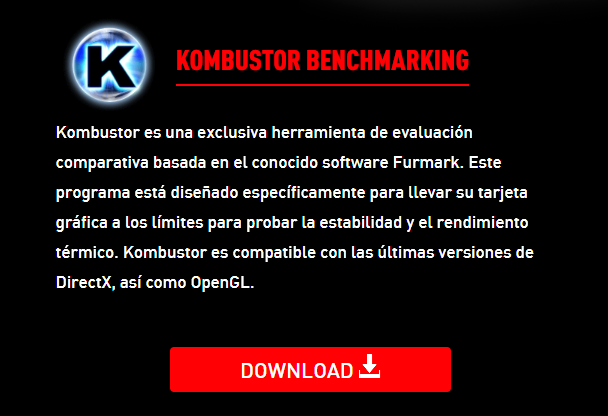 K
KOMBUSTOR BENCHMARKING
Kombustor es una exclusiva herramienta de evaluación
comparativa basada en el conocido software Furmark. Este
programa está diseñado específicamente para llevar su tarjeta
gráfica a los límites para probar la estabilidad y el rendimiento
térmico. Kombustor es compatible con las últimas versiones de
DirectX, así como OpenGL.
DOWNLOAD